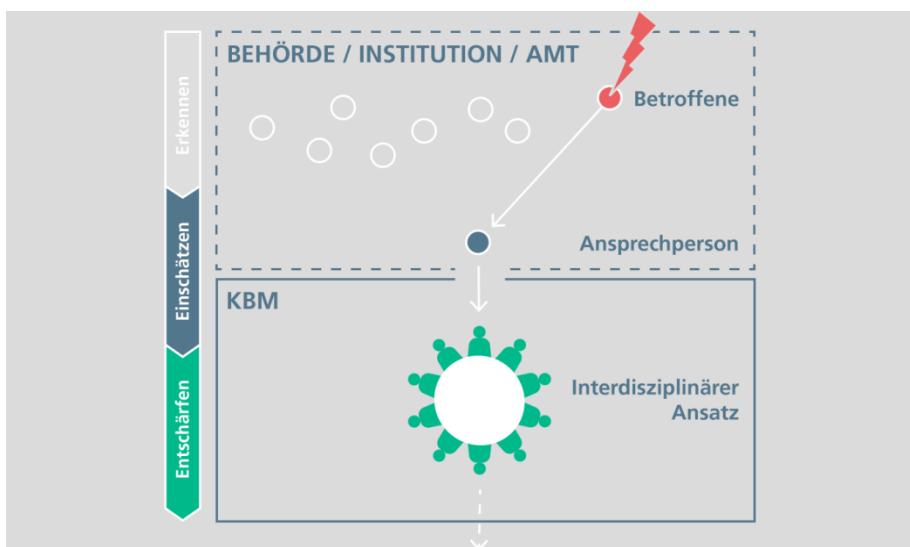 BEHÖRDE / INSTITUTION / AMT
Betroffene
Ansprechperson
KBM
Interdisziplinärer
Ansatz
Erkennen
Einschätzen
Entschärfen